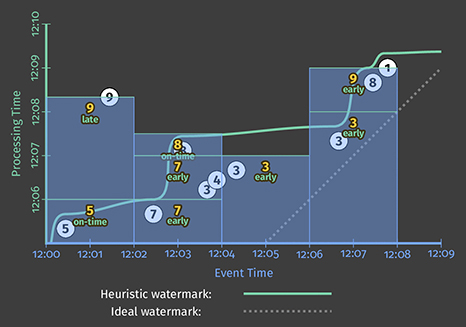 12:10
12:09
12:08
12:07
12:06
Processing Time
9
9
late
5
5
on-time
8
on-time
7
early
7
7
early
3
4
3
3
early
9
early
8
1
3
early
3
12:00
12:01
12:02
12:03
12:04
12:05
12:06
12:07
12:08
12:09
Event Time
Heuristic watermark:
Ideal watermark: